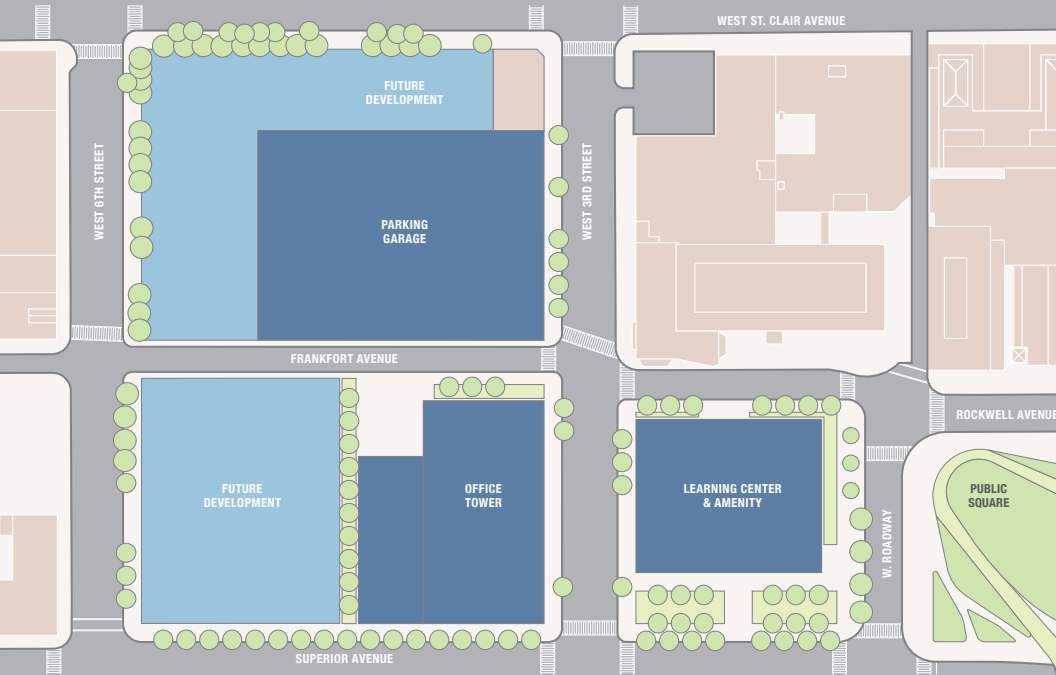 WEST ST. CLAIR AVENUE
FUTURE
DEVELOPMENT
WEST 6TH STREET
WEST 3RD STREET
PARKING
GARAGE
FRANKFORT AVENUE
ROCKWELL AVENUE
FUTURE
DEVELOPMENT
OFFICE
TOWER
LEARNING CENTER
& AMENITY
PUBLIC
SQUARE
W. ROADWAY
SUPERIOR AVENUE